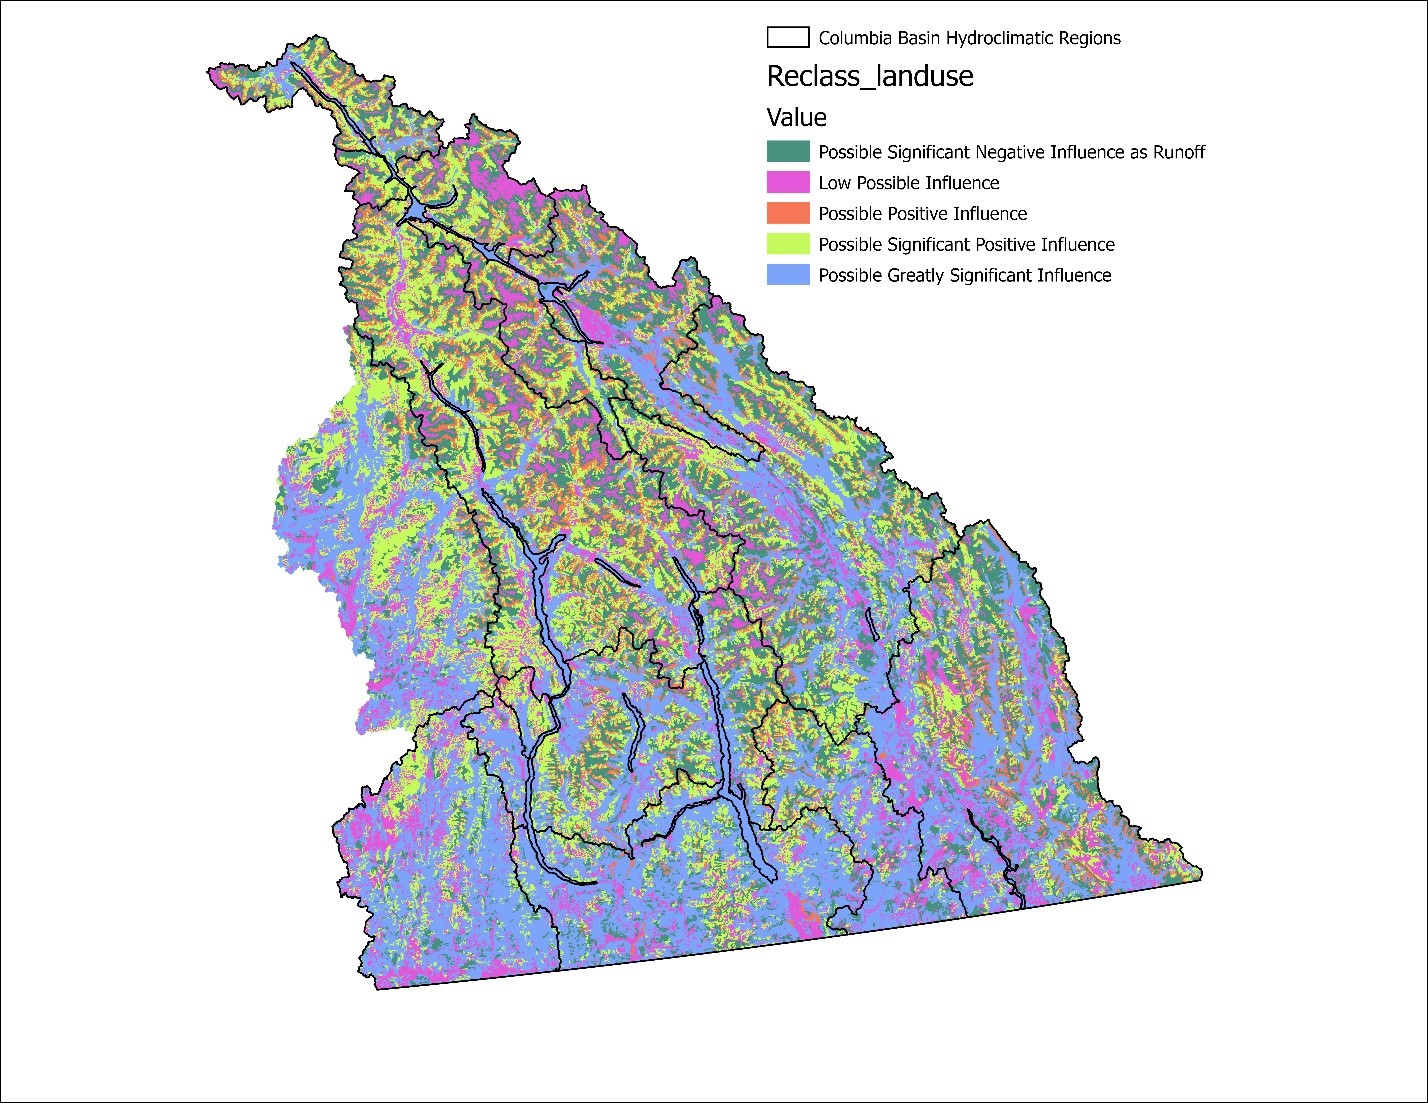 Columbia Basin Hydroclimatic Regions
Reclass_landuse
Value
Possible Significant Negative Influence as Runoff
Low Possible Influence
Possible Positive Influence
Possible Significant Positive Influence
Possible Greatly Significant Influence